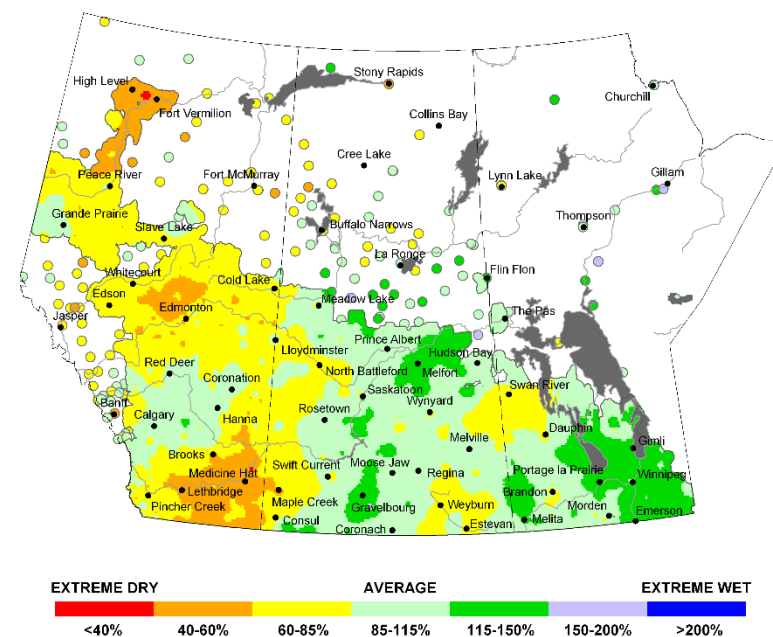 Stony Rapids
High Level
Churchill
Fort Vermilion
Collins Bay
Cree Lake
Peace River
Fort McMurray
Lynn Lake
Gillam
Grande Prairie
Thompson
Slave Lake
Buffalo Narrows
La Ronge
Flin Flon
Whitecourt
Cold Lake
Edson
Meadow Lake
Jasper
Edmonton
The Pas
Lloydminster
Prince Albert
Hudson Bay
Red Deer
North Battleford
Melfort
Coronation
Saskatoon
Swan River
Banff
Hanna
Rosetown
Wynyard
Calgary
Dauphin
Gimli
Brooks
Melville
Medicine Hat
Swift Current
Moose Jaw
Regina
Portage la Prairie
Winnipeg
Lethbridge
Brandon
Pincher Creek
Maple Creek
Gravelbourg
Weyburn
Morden
Emerson
Consul
Coronach
Estevan
Melita
EXTREME DRY AVERAGE EXTREME WET
<40% 40-60% 60-85% 85-115% 115-150% 150-200% >200%